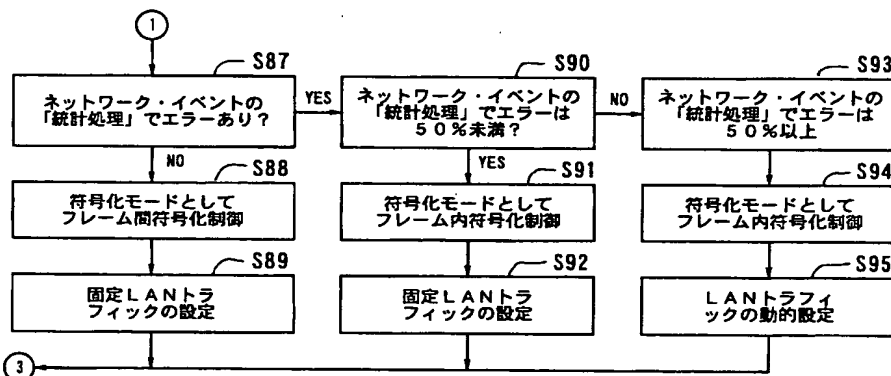 1
S87
ネットワーク・イベントの
「統計処理」でエラーあり？
YES
NO
S90
ネットワーク・イベントの
「統計処理」でエラーは
５０％未満？
NO
YES
S93
ネットワーク・イベントの
「統計処理」でエラーは
５０％以上
S88
符号化モードとして
フレーム間符号化制御
S91
符号化モードとして
フレーム内符号化制御
S94
符号化モードとして
フレーム内符号化制御
S89
固定ＬＡＮトラ
フィックの設定
S92
固定ＬＡＮトラ
フィックの設定
S95
ＬＡＮトラフィ
ックの動的設定
3